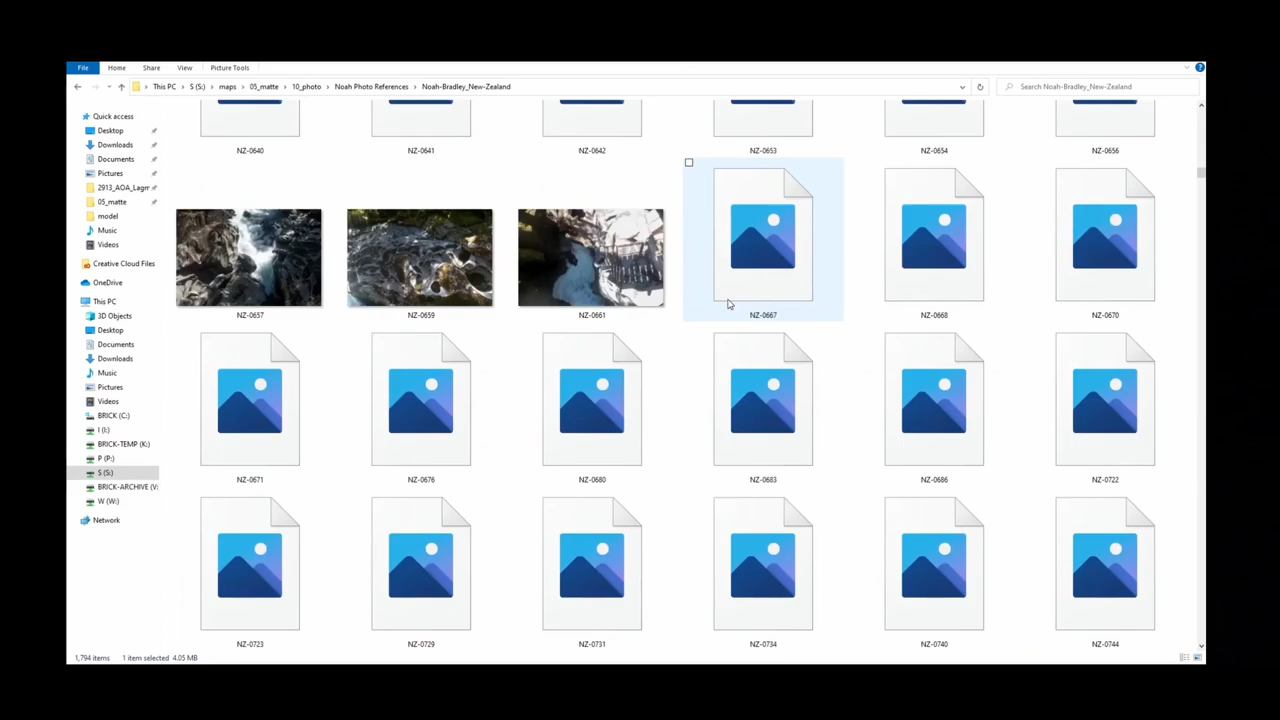 File Home Share View Picture Tools
This PC > S (S:) > maps > 05_matte > 10_photo > Noah Photo References > Noah-Bradley_New-Zealand
Search Noah-Bradley_New-Zealand
Quick access
Desktop
Downloads
Documents
Pictures
2913_AOA_Lagm
05_matte
model
Music
Videos
Creative Cloud Files
OneDrive
This PC
3D Objects
Desktop
Documents
Downloads
Music
Pictures
Videos
BRICK (C:)
I (I:)
BRICK-TEMP (K:)
P (P:)
S (S:)
BRICK-ARCHIVE (V:
W (W:)
Network
NZ-0640 NZ-0641 NZ-0642 NZ-0653 NZ-0654 NZ-0656
NZ-0657 NZ-0659 NZ-0661 NZ-0667 NZ-0668 NZ-0670
NZ-0671 NZ-0676 NZ-0680 NZ-0683 NZ-0686 NZ-0722
NZ-0723 NZ-0729 NZ-0731 NZ-0734 NZ-0740 NZ-0744
1,794 items 1 item selected 4.05 MB